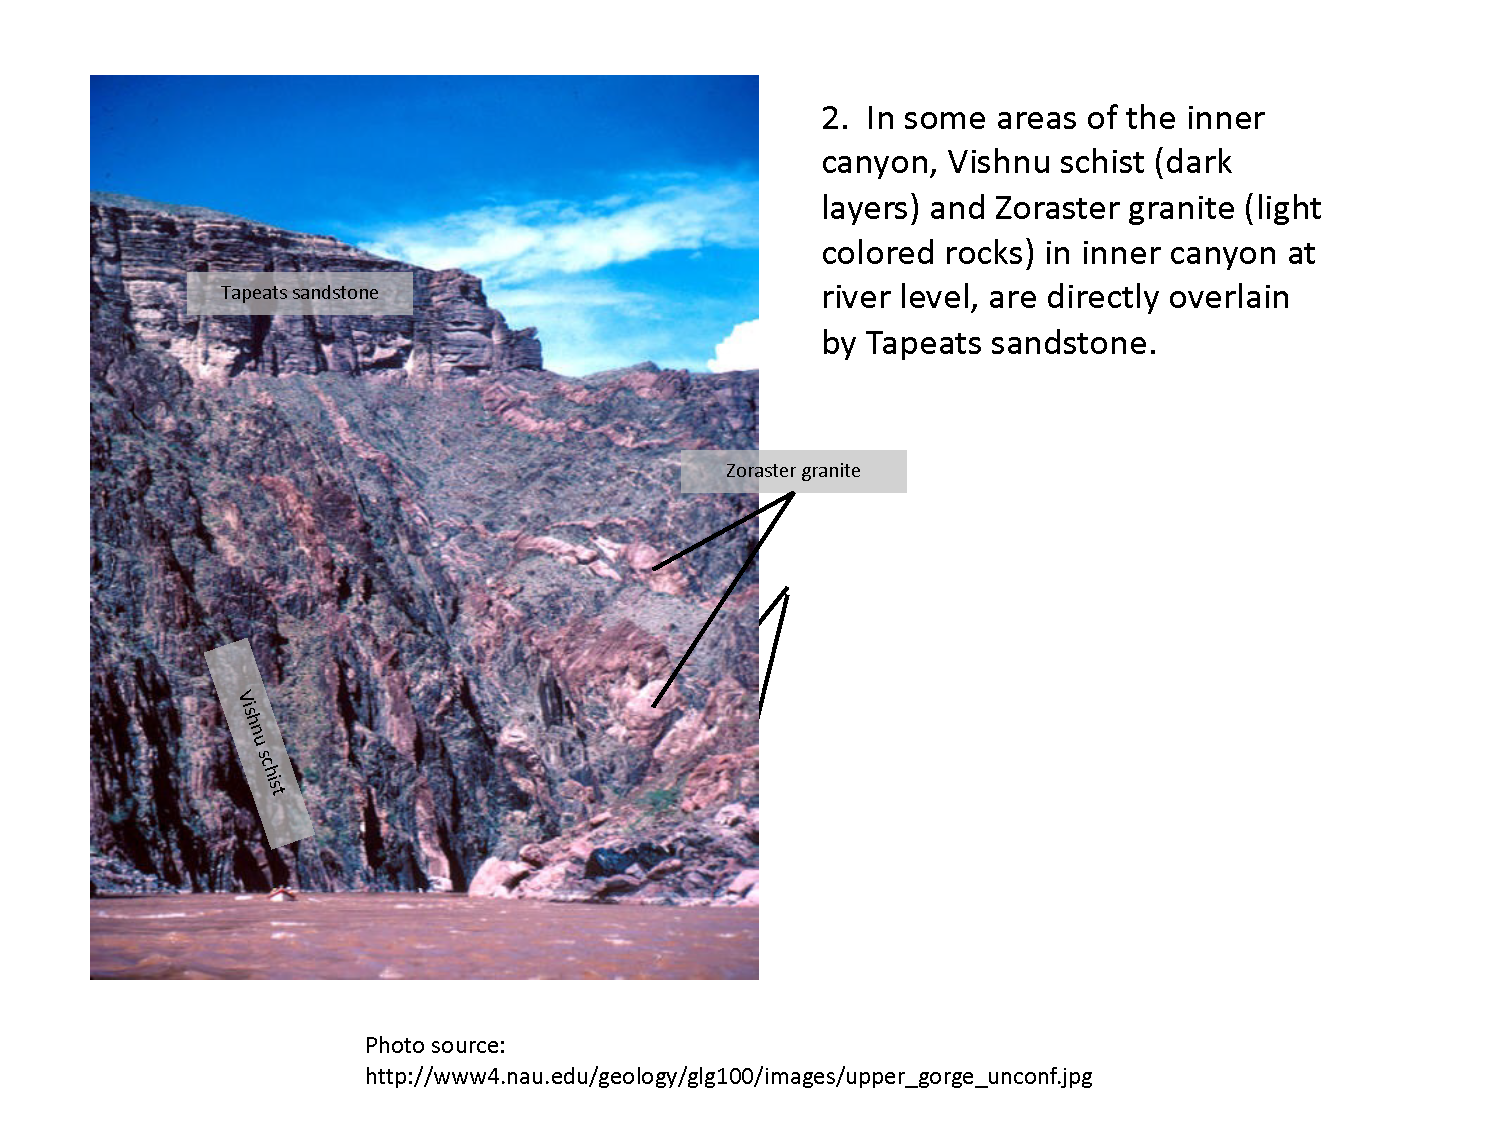 2.  In some areas of the inner
canyon, Vishnu schist (dark
layers) and Zoraster granite (light
colored rocks) in inner canyon at
river level, are directly overlain
by Tapeats sandstone.
Tapeats sandstone
Zoraster granite
Vishnu schist
Photo source:
http://www4.nau.edu/geology/glg100/images/upper_gorge_unconf.jpg